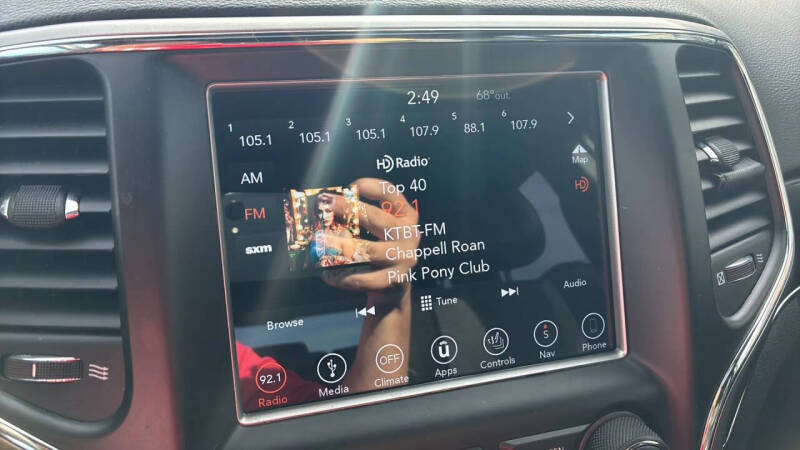 2:49 68° out.
1 105.1 2 105.1 3 105.1 4 107.9 5 88.1 6 107.9
HD Radio
Map
AM
Top 40
HD
FM
92.1
KTBT-FM
sxm
Chappell Roan
Pink Pony Club
Audio
Tune
Browse
92.1 OFF u S
Radio Media Climate Apps Controls Nav Phone